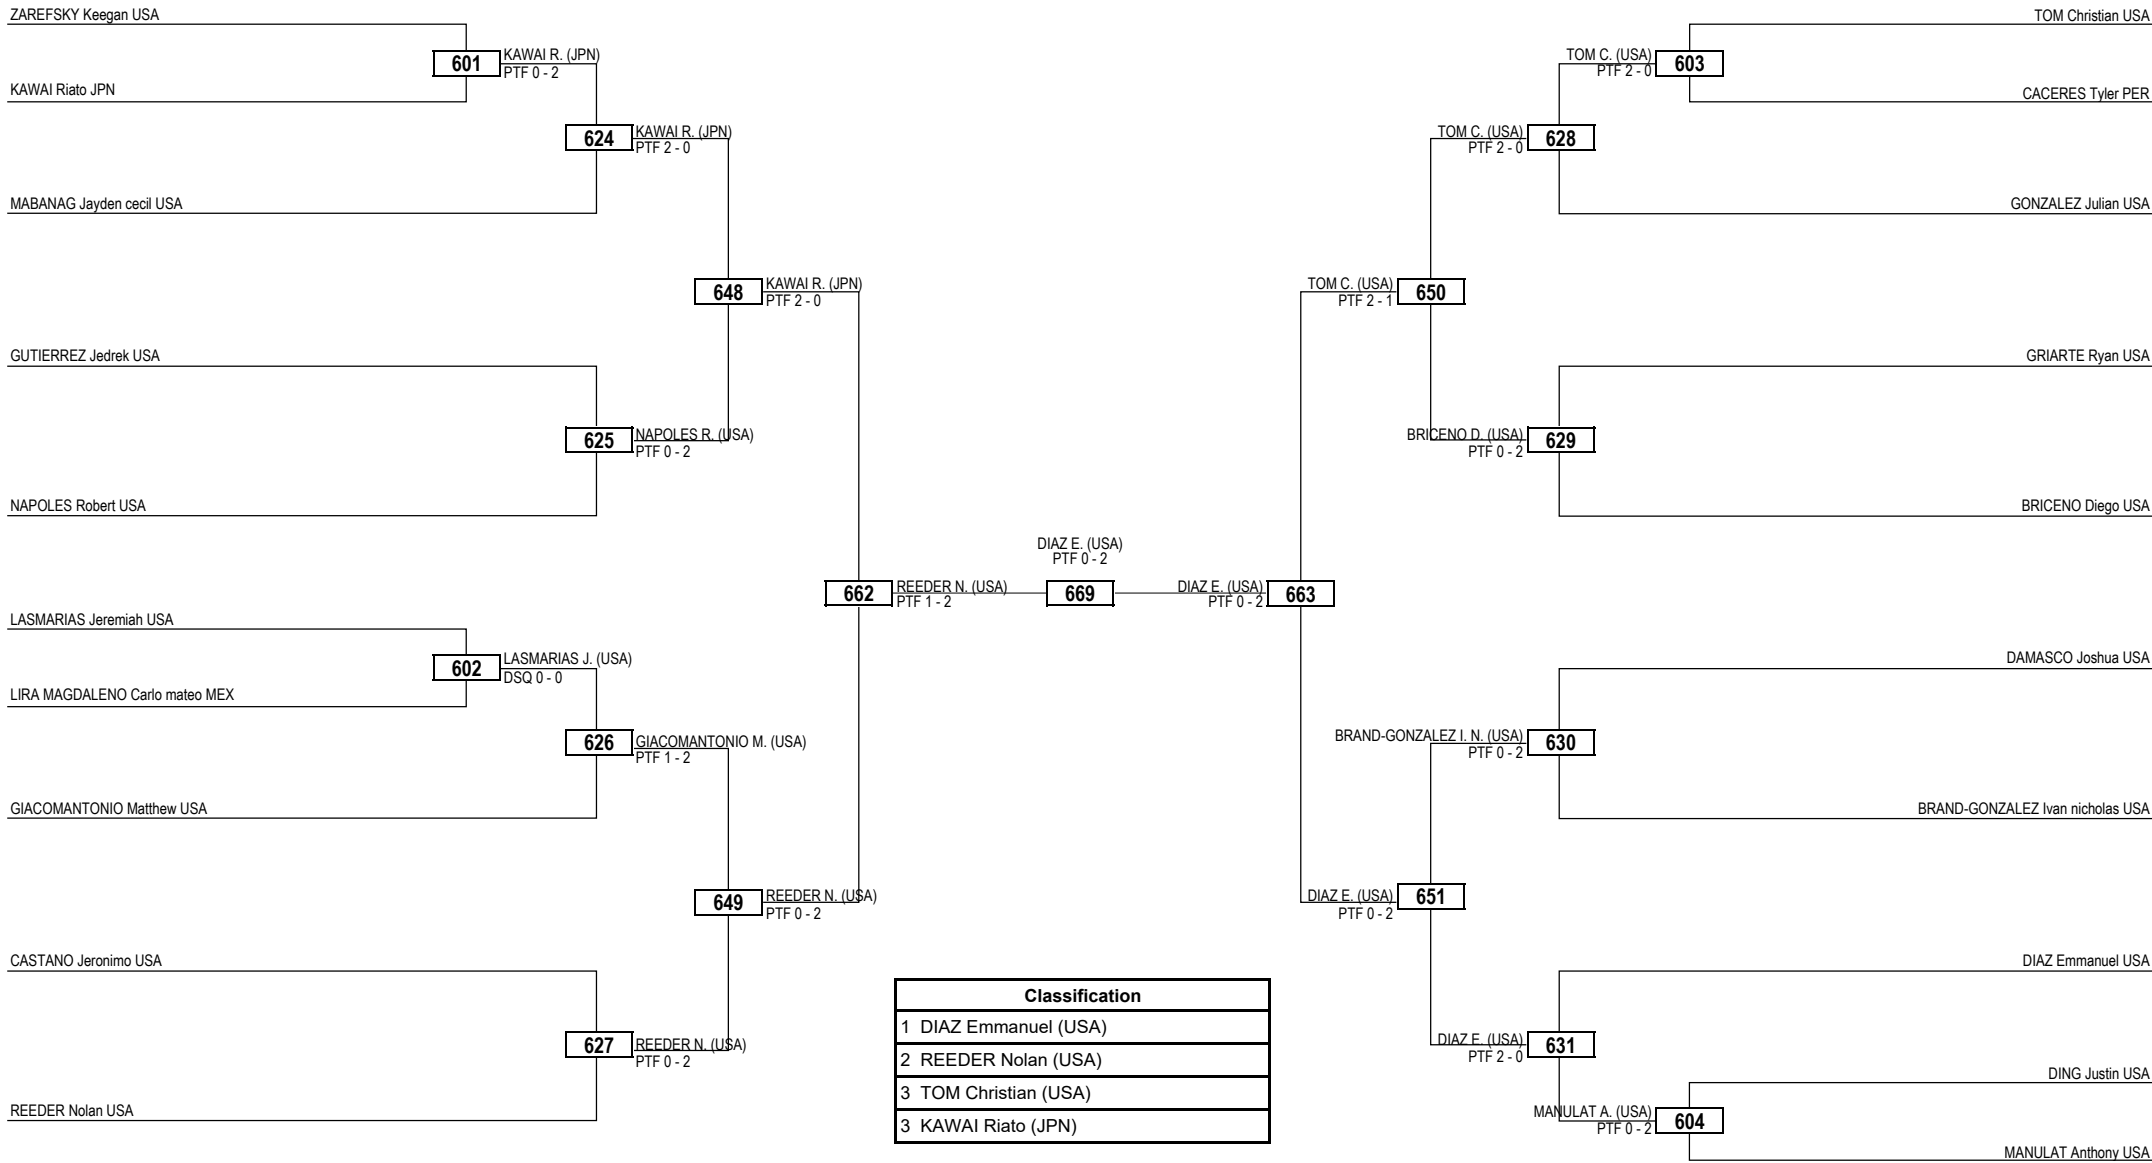 ZAREFSKY Keegan USA
601
KAWAI R. (JPN)
PTF 0 - 2
KAWAI Riato JPN
624
KAWAI R. (JPN)
PTF 2 - 0
MABANAG Jayden cecil USA
648
KAWAI R. (JPN)
PTF 2 - 0
GUTIERREZ Jedrek USA
625
NAPOLES R. (USA)
PTF 0 - 2
NAPOLES Robert USA
662
REEDER N. (USA)
PTF 1 - 2
LASMARIAS Jeremiah USA
602
LASMARIAS J. (USA)
DSQ 0 - 0
LIRA MAGDALENO Carlo mateo MEX
626
GIACOMANTONIO M. (USA)
PTF 1 - 2
GIACOMANTONIO Matthew USA
649
REEDER N. (USA)
PTF 0 - 2
CASTANO Jeronimo USA
627
REEDER N. (USA)
PTF 0 - 2
REEDER Nolan USA
DIAZ E. (USA)
PTF 0 - 2
669
TOM Christian USA
TOM C. (USA)
PTF 2 - 0
603
CACERES Tyler PER
TOM C. (USA)
PTF 2 - 0
628
GONZALEZ Julian USA
TOM C. (USA)
PTF 2 - 1
650
GRIARTE Ryan USA
BRICENO D. (USA)
PTF 0 - 2
629
BRICENO Diego USA
DIAZ E. (USA)
PTF 0 - 2
663
DAMASCO Joshua USA
BRAND-GONZALEZ I. N. (USA)
PTF 0 - 2
630
BRAND-GONZALEZ Ivan nicholas USA
DIAZ E. (USA)
PTF 0 - 2
651
DIAZ Emmanuel USA
DIAZ E. (USA)
PTF 2 - 0
631
DING Justin USA
MANULAT A. (USA)
PTF 0 - 2
604
MANULAT Anthony USA
Classification
1 DIAZ Emmanuel (USA)
2 REEDER Nolan (USA)
3 TOM Christian (USA)
3 KAWAI Riato (JPN)